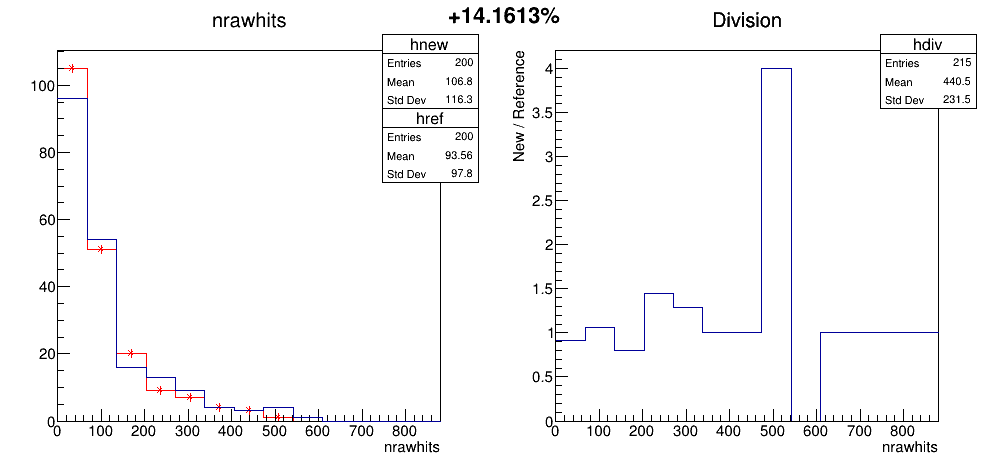 +14.1613%
nrawhits
hnew
Entries 200
Mean 106.8
Std Dev 116.3
href
Entries 200
Mean 93.56
Std Dev 97.8
100
80
60
40
20
0
0 100 200 300 400 500 600 700 800
nrawhits
Division
hdiv
Entries 215
Mean 440.5
Std Dev 231.5
New / Reference
4
3.5
3
2.5
2
1.5
1
0.5
0
0 100 200 300 400 500 600 700 800
nrawhits